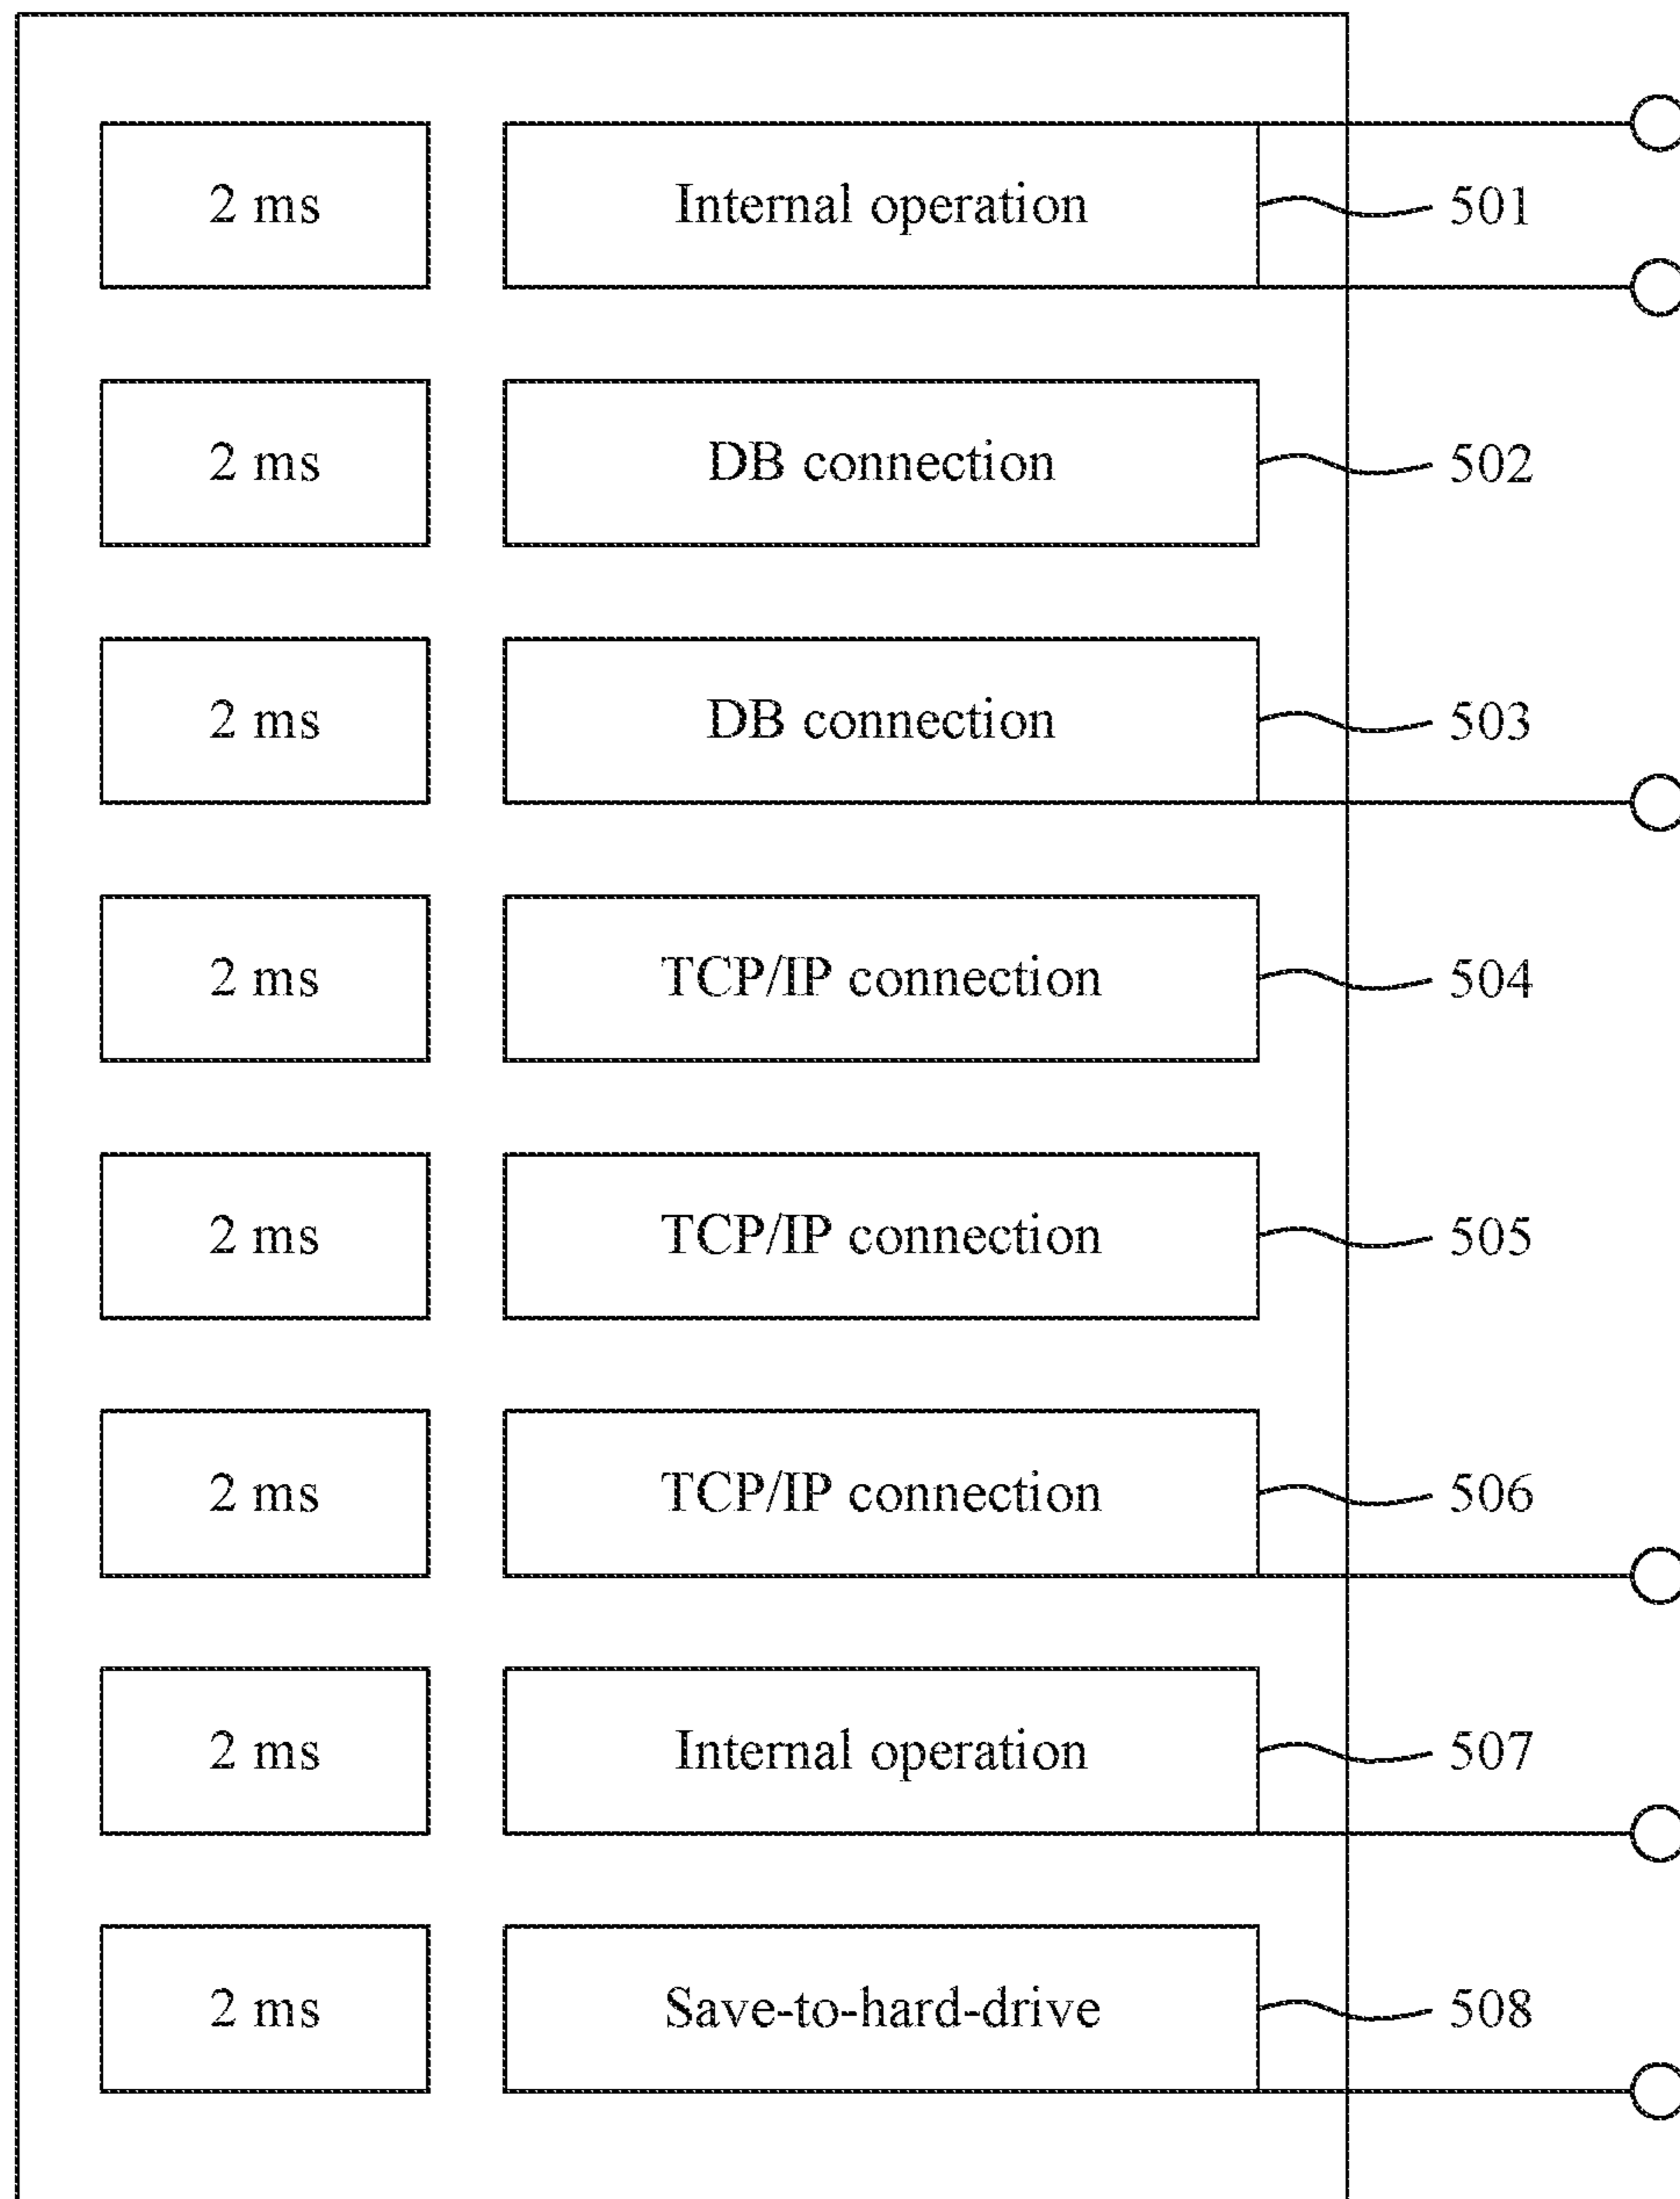 2 ms Internal operation 501
2 ms DB connection 502
2 ms DB connection 503
2 ms TCP/IP connection 504
2 ms TCP/IP connection 505
2 ms TCP/IP connection 506
2 ms Internal operation 507
2 ms Save-to-hard-drive 508